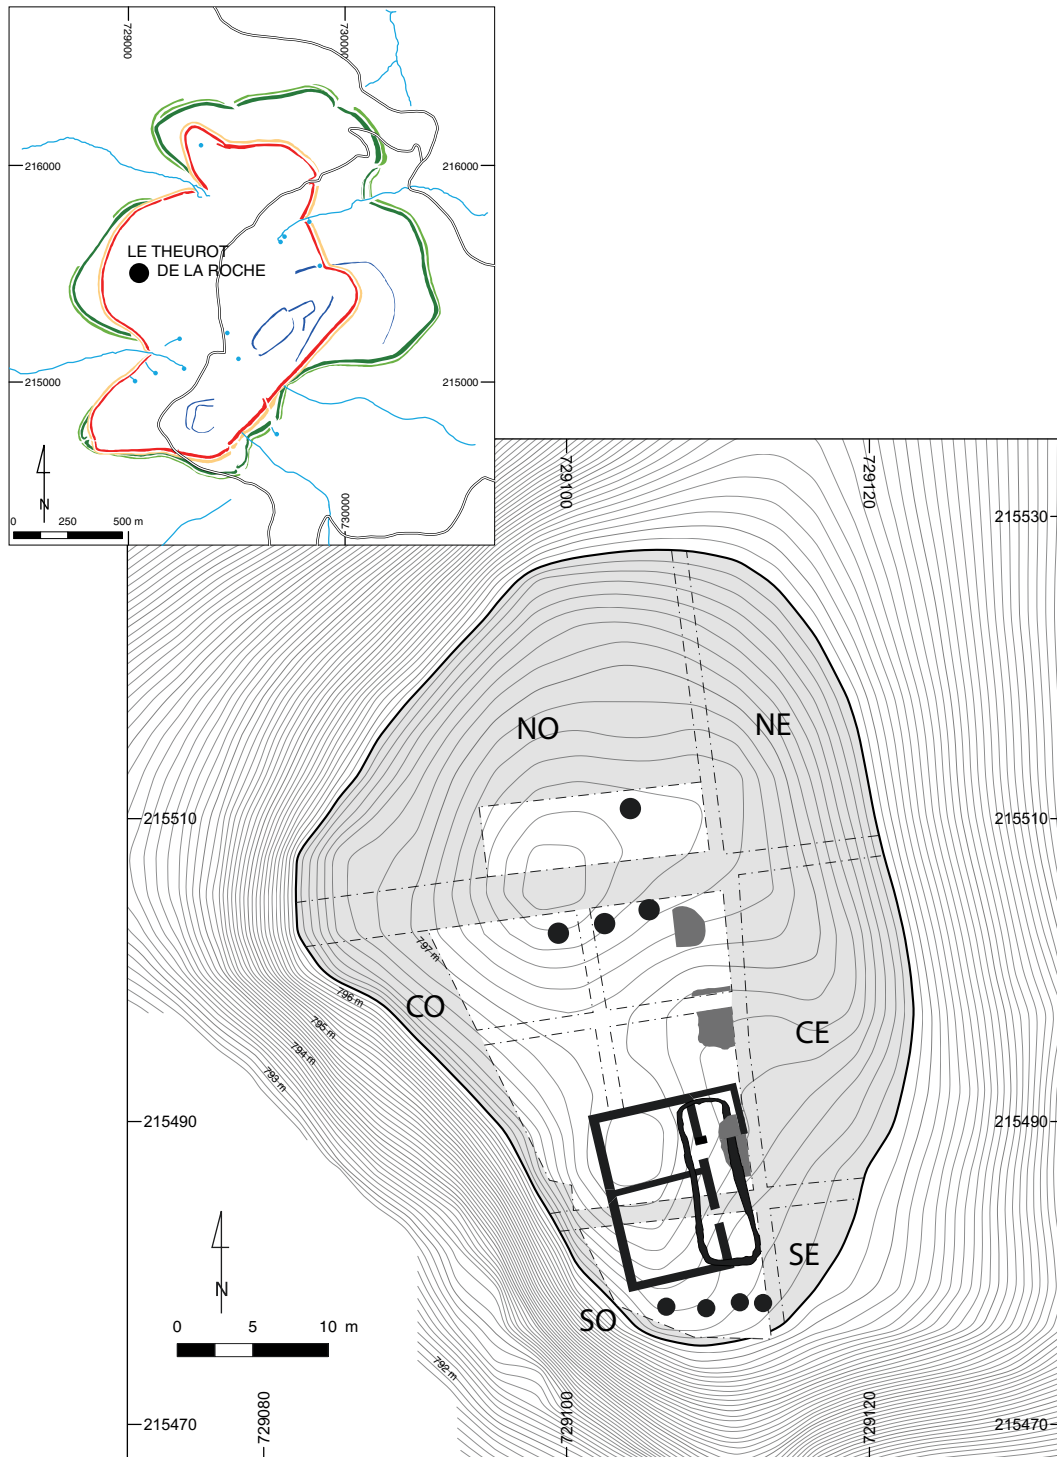 729000
730000
216000
216000
LE THEUROT
DE LA ROCHE
215000
215000
N
0 250 500 m
730000
729100
729120
215530
NO
NE
215510
215510
797 m
CO
796 m
795 m
794 m
793 m
CE
215490
215490
SE
N
SO
0 5 10 m
792 m
215470
215470
729080
729100
729120